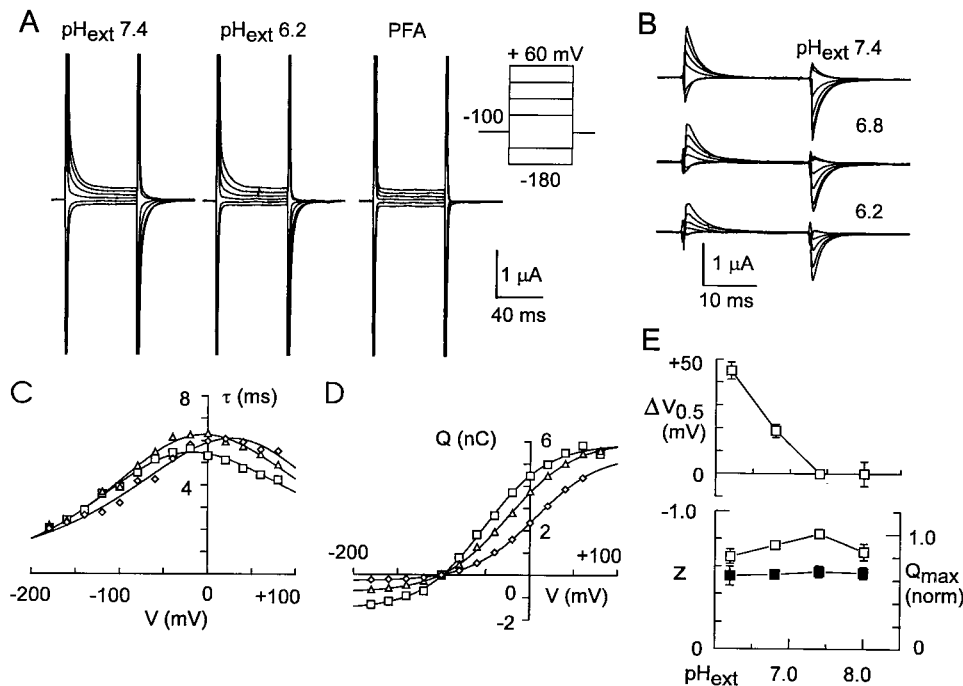 A
pHext 7.4
pHext 6.2
PFA
+ 60 mV
-100
-180
1 µA
40 ms
B
pHext 7.4
6.8
6.2
1 µA
10 ms
C
8
τ (ms)
4
-200
-100
0
+100
V (mV)
D
Q (nC)
6
2
-200
+100
0
V (mV)
-2
E
+50
ΔV0.5
(mV)
0
-1.0
1.0
z
Qmax
(norm)
0
0
pHext
7.0
8.0